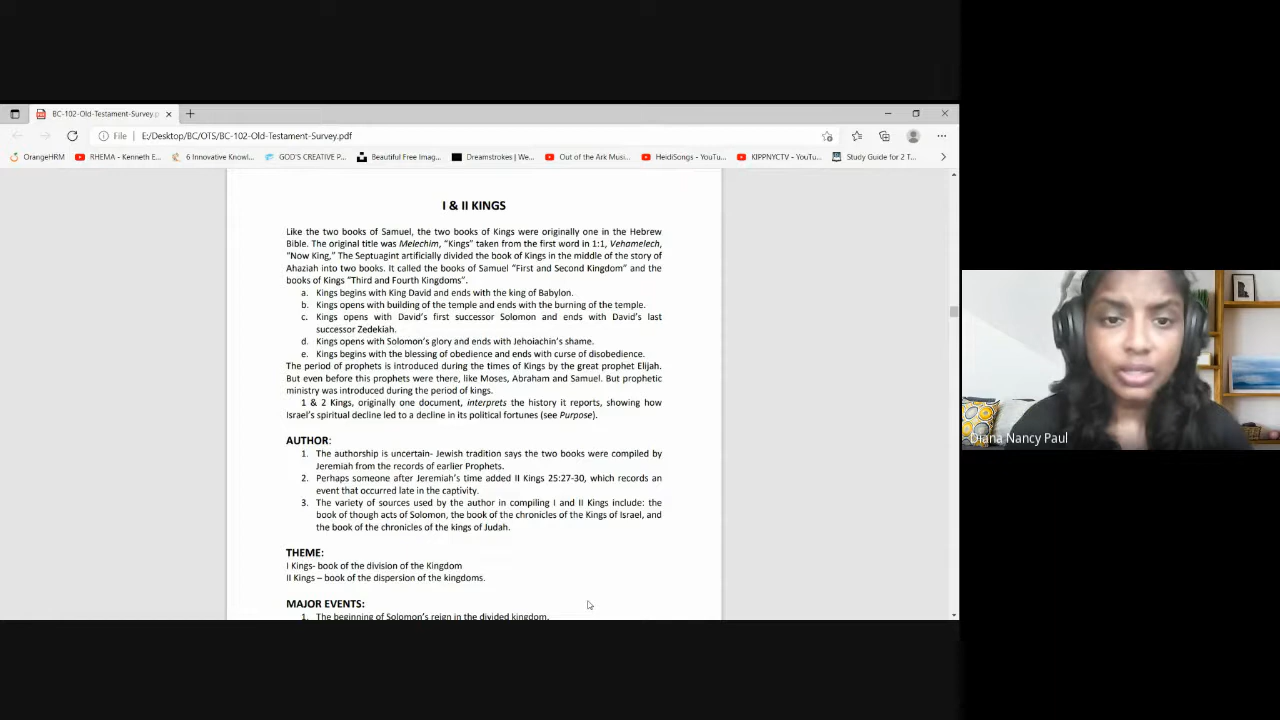 BC-102-Old-Testament-Survey.p
File E:/Desktop/BC/OTS/BC-102-Old-Testament-Survey.pdf
OrangeHRM RHEMA - Kenneth E... 6 Innovative Knowl... GOD'S CREATIVE P... Beautiful Free Imag... Dreamstrokes | We... Out of the Ark Musi... HeidiSongs - YouTu... KIPPNYCTV - YouTu... Study Guide for 2 T...
I & II KINGS
Like the two books of Samuel, the two books of Kings were originally one in the Hebrew
Bible. The original title was Melechim, "Kings" taken from the first word in 1:1, Vehamelech,
"Now King," The Septuagint artificially divided the book of Kings in the middle of the story of
Ahaziah into two books. It called the books of Samuel "First and Second Kingdom" and the
books of Kings "Third and Fourth Kingdoms".
a. Kings begins with King David and ends with the king of Babylon.
b. Kings opens with building of the temple and ends with the burning of the temple.
c. Kings opens with David's first successor Solomon and ends with David's last
successor Zedekiah.
d. Kings opens with Solomon's glory and ends with Jehoiachin's shame.
e. Kings begins with the blessing of obedience and ends with curse of disobedience.
The period of prophets is introduced during the times of Kings by the great prophet Elijah.
But even before this prophets were there, like Moses, Abraham and Samuel. But prophetic
ministry was introduced during the period of kings.
1 & 2 Kings, originally one document, interprets the history it reports, showing how
Israel's spiritual decline led to a decline in its political fortunes (see Purpose).
AUTHOR:
1. The authorship is uncertain- Jewish tradition says the two books were compiled by
Jeremiah from the records of earlier Prophets.
2. Perhaps someone after Jeremiah's time added II Kings 25:27-30, which records an
event that occurred late in the captivity.
3. The variety of sources used by the author in compiling I and II Kings include: the
book of though acts of Solomon, the book of the chronicles of the Kings of Israel, and
the book of the chronicles of the kings of Judah.
THEME:
I Kings- book of the division of the Kingdom
II Kings – book of the dispersion of the kingdoms.
MAJOR EVENTS:
1. The beginning of Solomon's reign in the divided kingdom.
Diana Nancy Paul